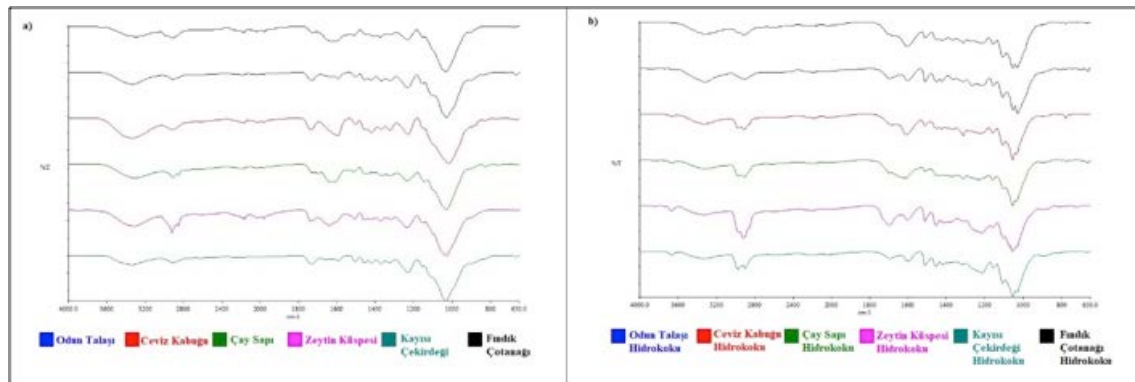 a)
%T
4000.0 3600 3200 2800 2400 2000 1800 1600 1400 1200 1000 800 650.0
cm-1
Odun Talaşı
Ceviz Kabuğu
Çay Sapı
Zeytin Küspesi
Kayısı
Çekirdeği
Fındık
Çotanağı
b)
%T
4000.0 3600 3200 2800 2400 2000 1800 1600 1400 1200 1000 800 650.0
cm-1
Odun Talaşı
Hidrokoku
Ceviz Kabuğu
Hidrokoku
Çay Sapı
Hidrokoku
Zeytin Küspesi
Hidrokoku
Kayısı
Çekirdeği
Hidrokoku
Fındık
Çotanağı
Hidrokoku